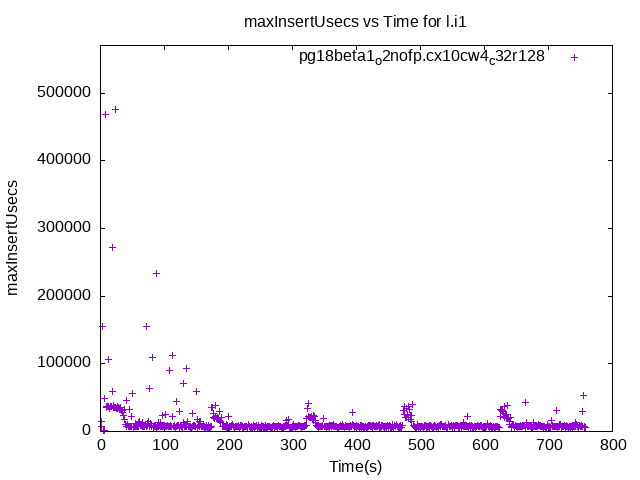 maxInsertUsecs vs Time for l.i1
pg18beta1o2nofp.cx10cw4c32r128
500000
400000
300000
200000
100000
0
maxInsertUsecs
0 100 200 300 400 500 600 700 800
Time(s)